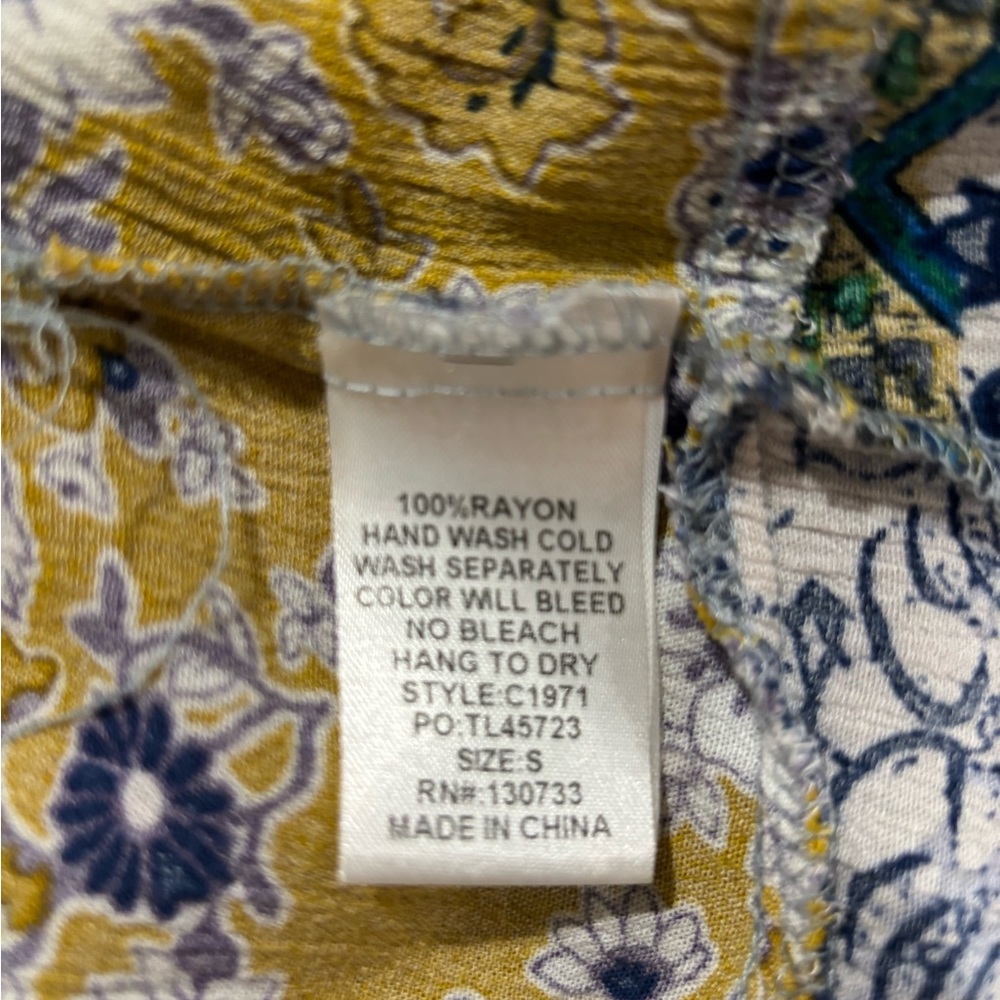 100%RAYON
HAND WASH COLD
WASH SEPARATELY
COLOR WILL BLEED
NO BLEACH
HANG TO DRY
STYLE:C1971
PO:TL45723
SIZE:S
RN#:130733
MADE IN CHINA